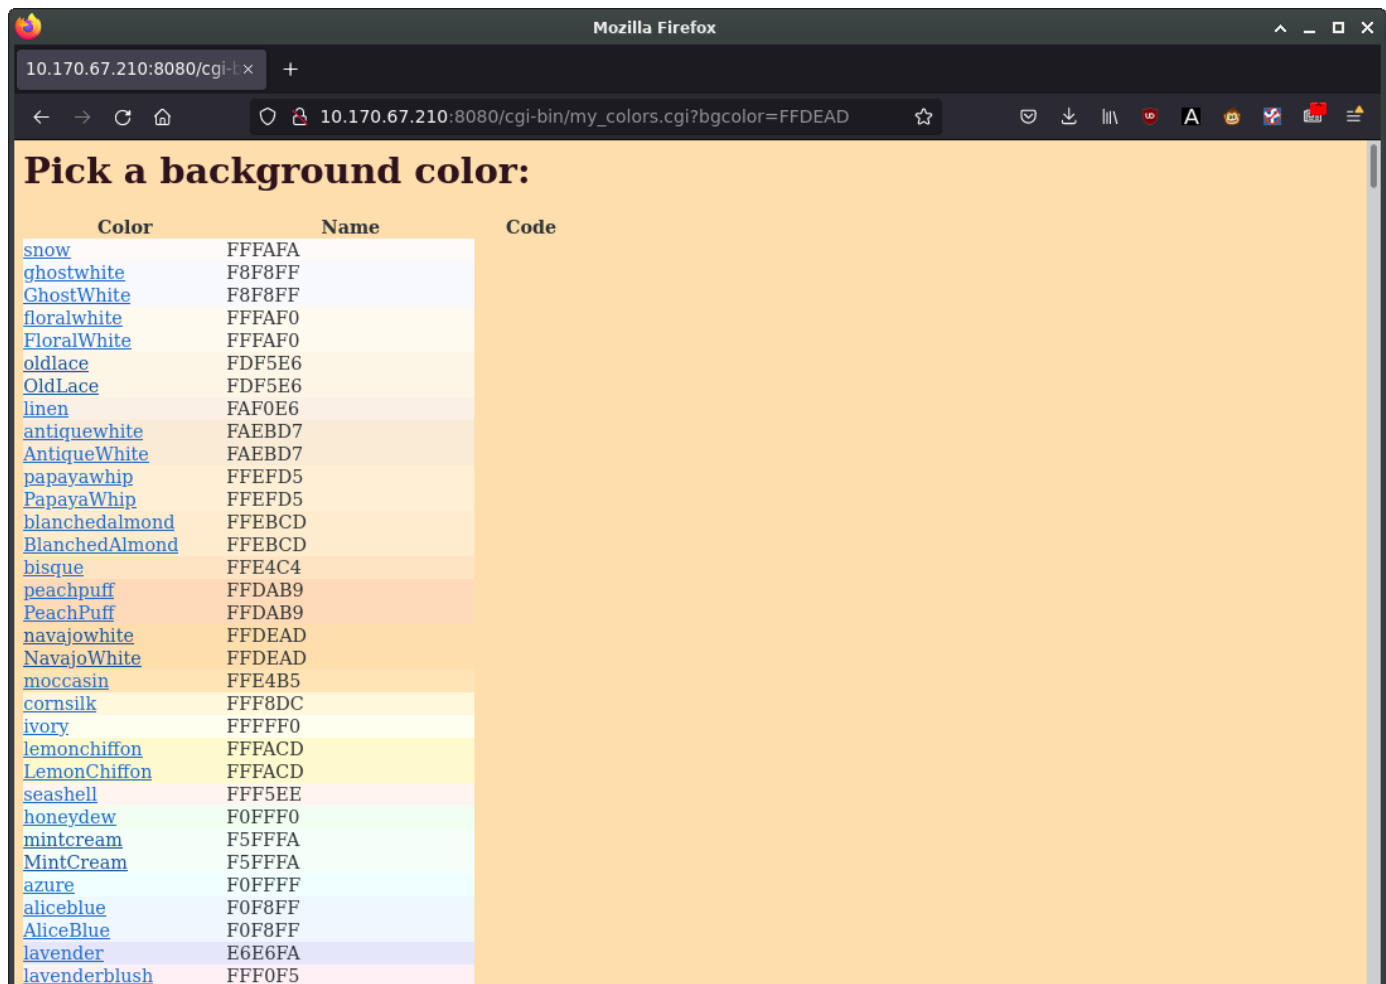 Mozilla Firefox
10.170.67.210:8080/cgi-b
10.170.67.210:8080/cgi-bin/my_colors.cgi?bgcolor=FFDEAD
Pick a background color:
Color Name Code
snow FFFAFA
ghostwhite F8F8FF
GhostWhite F8F8FF
floralwhite FFFAF0
FloralWhite FFFAF0
oldlace FDF5E6
OldLace FDF5E6
linen FAF0E6
antiquewhite FAEBD7
AntiqueWhite FAEBD7
papayawhip FFEFD5
PapayaWhip FFEFD5
blanchedalmond FFEBCD
BlanchedAlmond FFEBCD
bisque FFE4C4
peachpuff FFDAB9
PeachPuff FFDAB9
navajowhite FFDEAD
NavajoWhite FFDEAD
moccasin FFE4B5
cornsilk FFF8DC
ivory FFFFF0
lemonchiffon FFFACD
LemonChiffon FFFACD
seashell FFF5EE
honeydew F0FFF0
mintcream F5FFFA
MintCream F5FFFA
azure F0FFFF
aliceblue F0F8FF
AliceBlue F0F8FF
lavender E6E6FA
lavenderblush FFF0F5